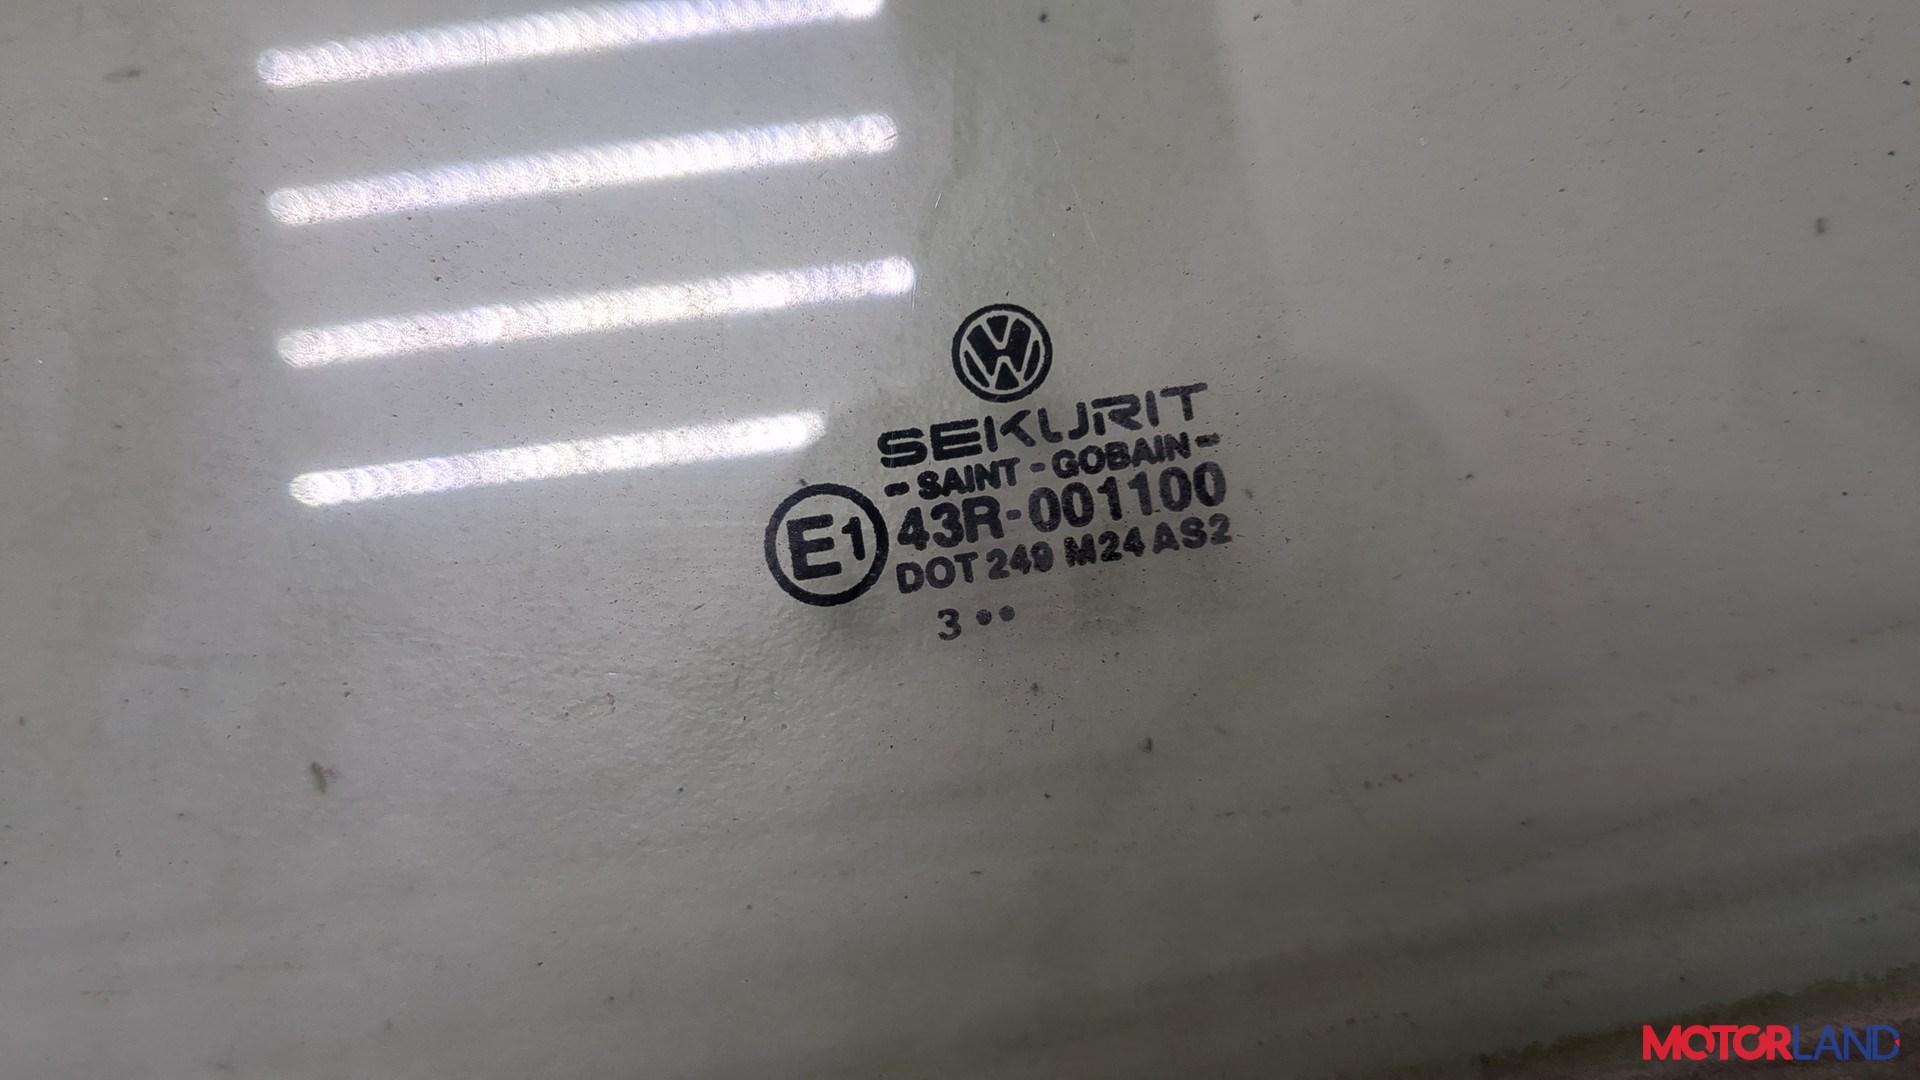 SEKURIT
- SAINT - GOBAIN -
E1 43R-001100
DOT 249 M24 AS2
3 ••
MOTORLAND